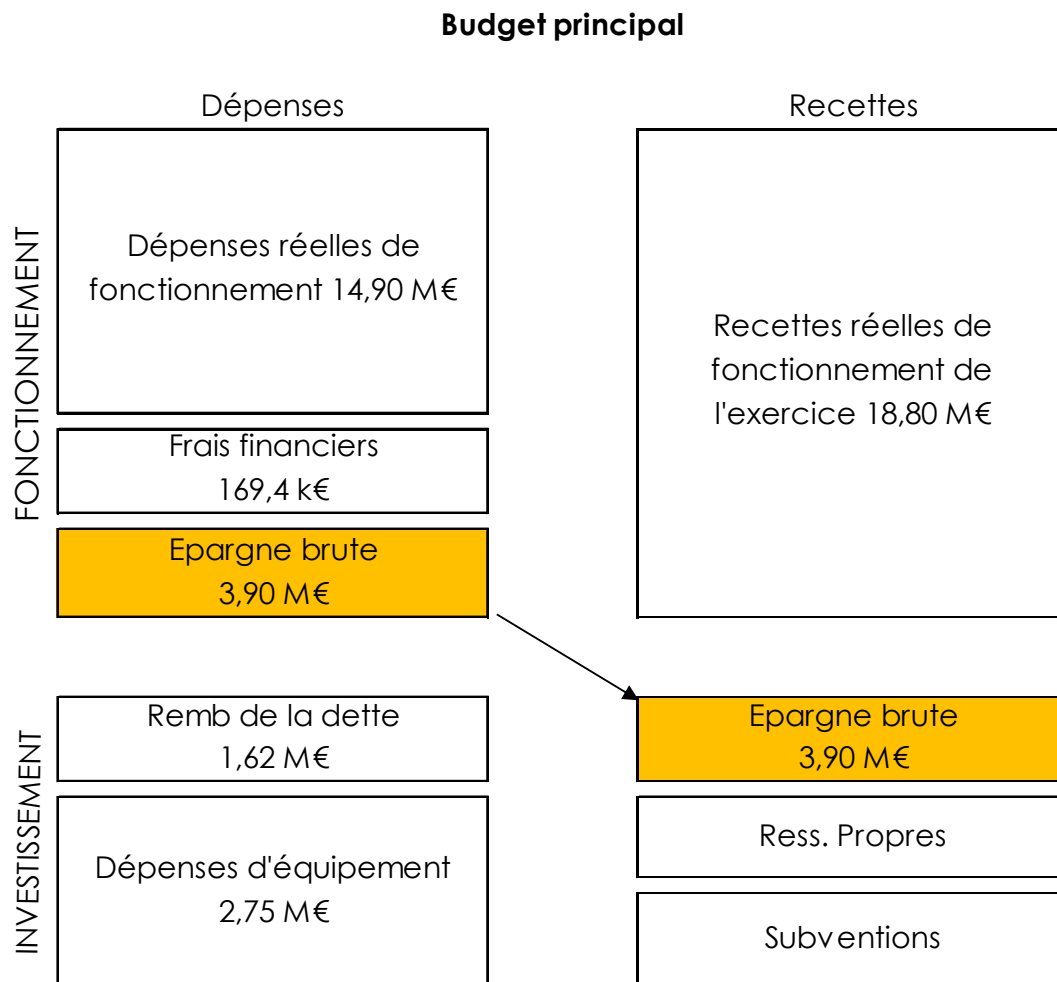 Budget principal
Dépenses
Recettes
FONCTIONNEMENT
Dépenses réelles de
fonctionnement 14,90 M€
Frais financiers
169,4 k€
Epargne brute
3,90 M€
Recettes réelles de
fonctionnement de
l'exercice 18,80 M€
INVESTISSEMENT
Remb de la dette
1,62 M€
Dépenses d'équipement
2,75 M€
Epargne brute
3,90 M€
Ress. Propres
Subventions